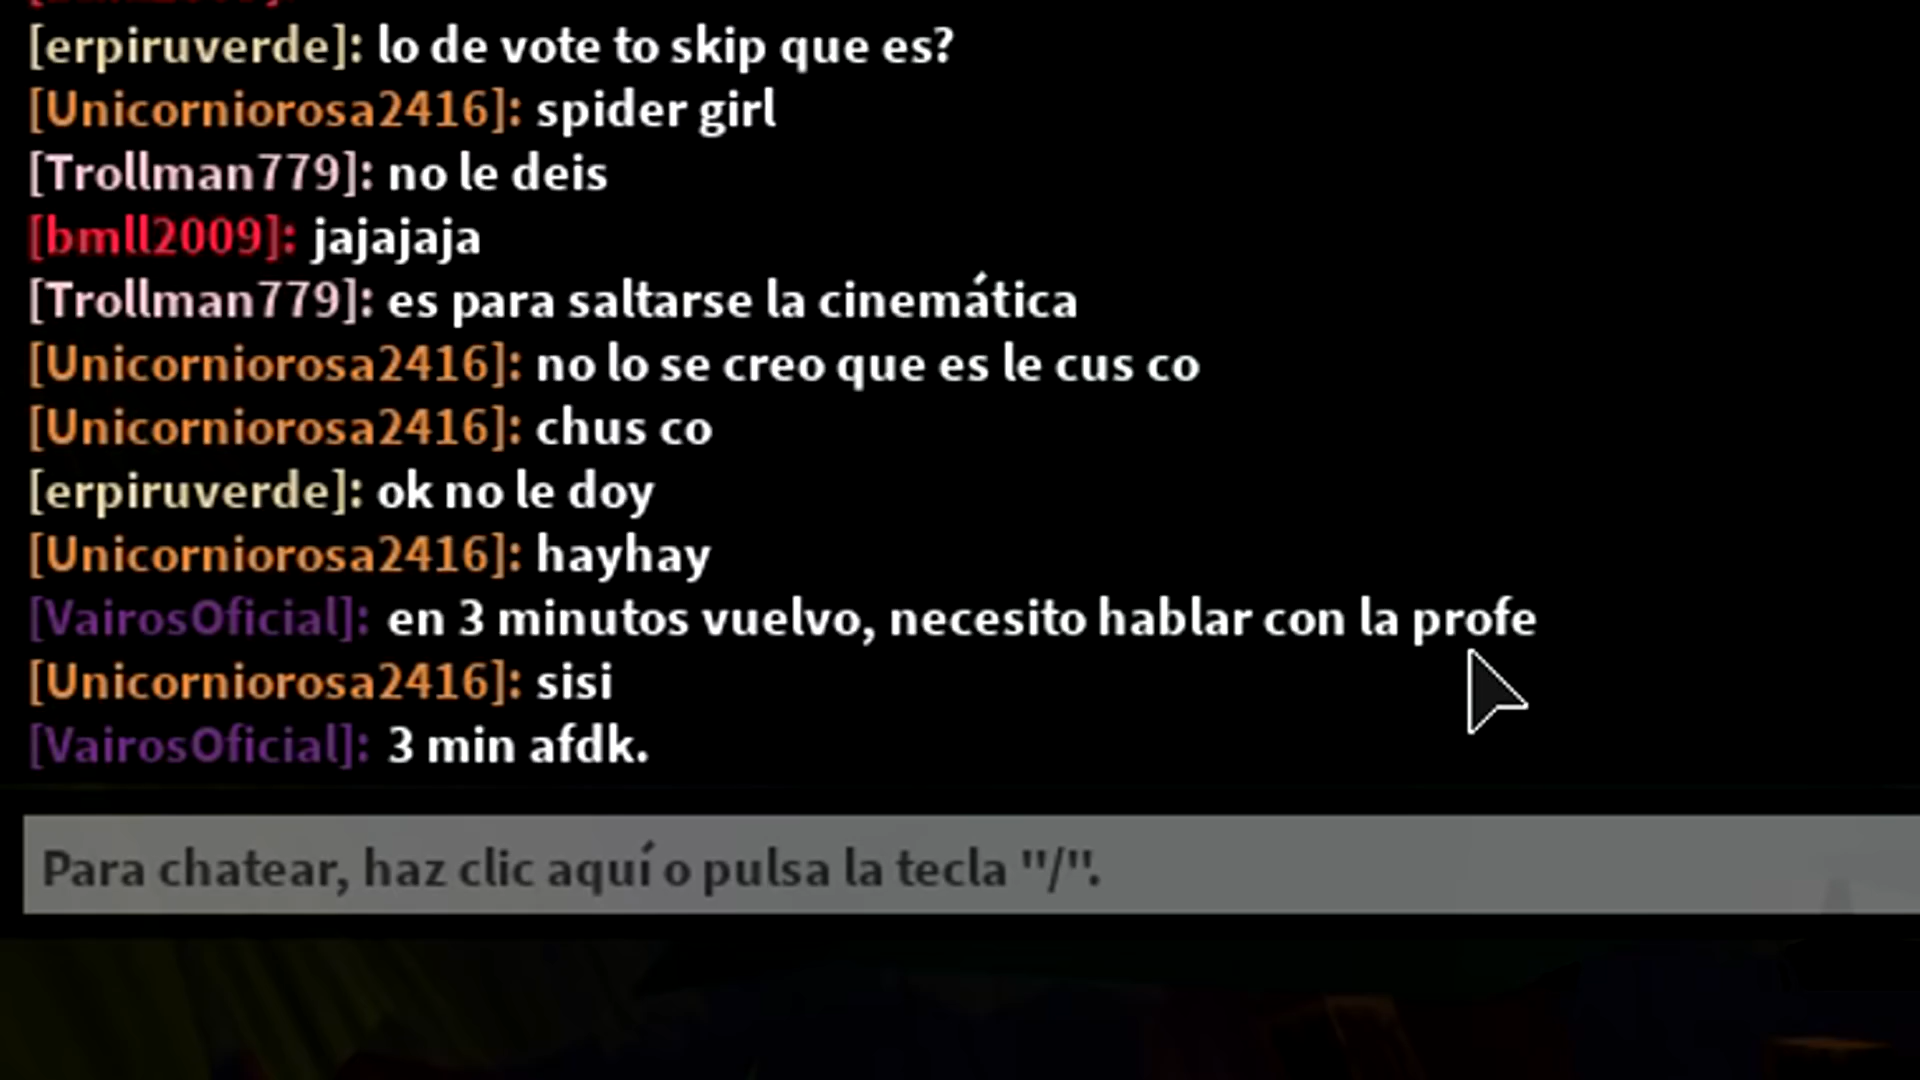 [erpiruverde]: lo de vote to skip que es?
[Unicorniorosa2416]: spider girl
[Trollman779]: no le deis
[bmll2009]: jajajaja
[Trollman779]: es para saltarse la cinemática
[Unicorniorosa2416]: no lo se creo que es le cus co
[Unicorniorosa2416]: chus co
[erpiruverde]: ok no le doy
[Unicorniorosa2416]: hayhay
[VairosOficial]: en 3 minutos vuelvo, necesito hablar con la profe
[Unicorniorosa2416]: sisi
[VairosOficial]: 3 min afdk.
Para chatear, haz clic aquí o pulsa la tecla "/".